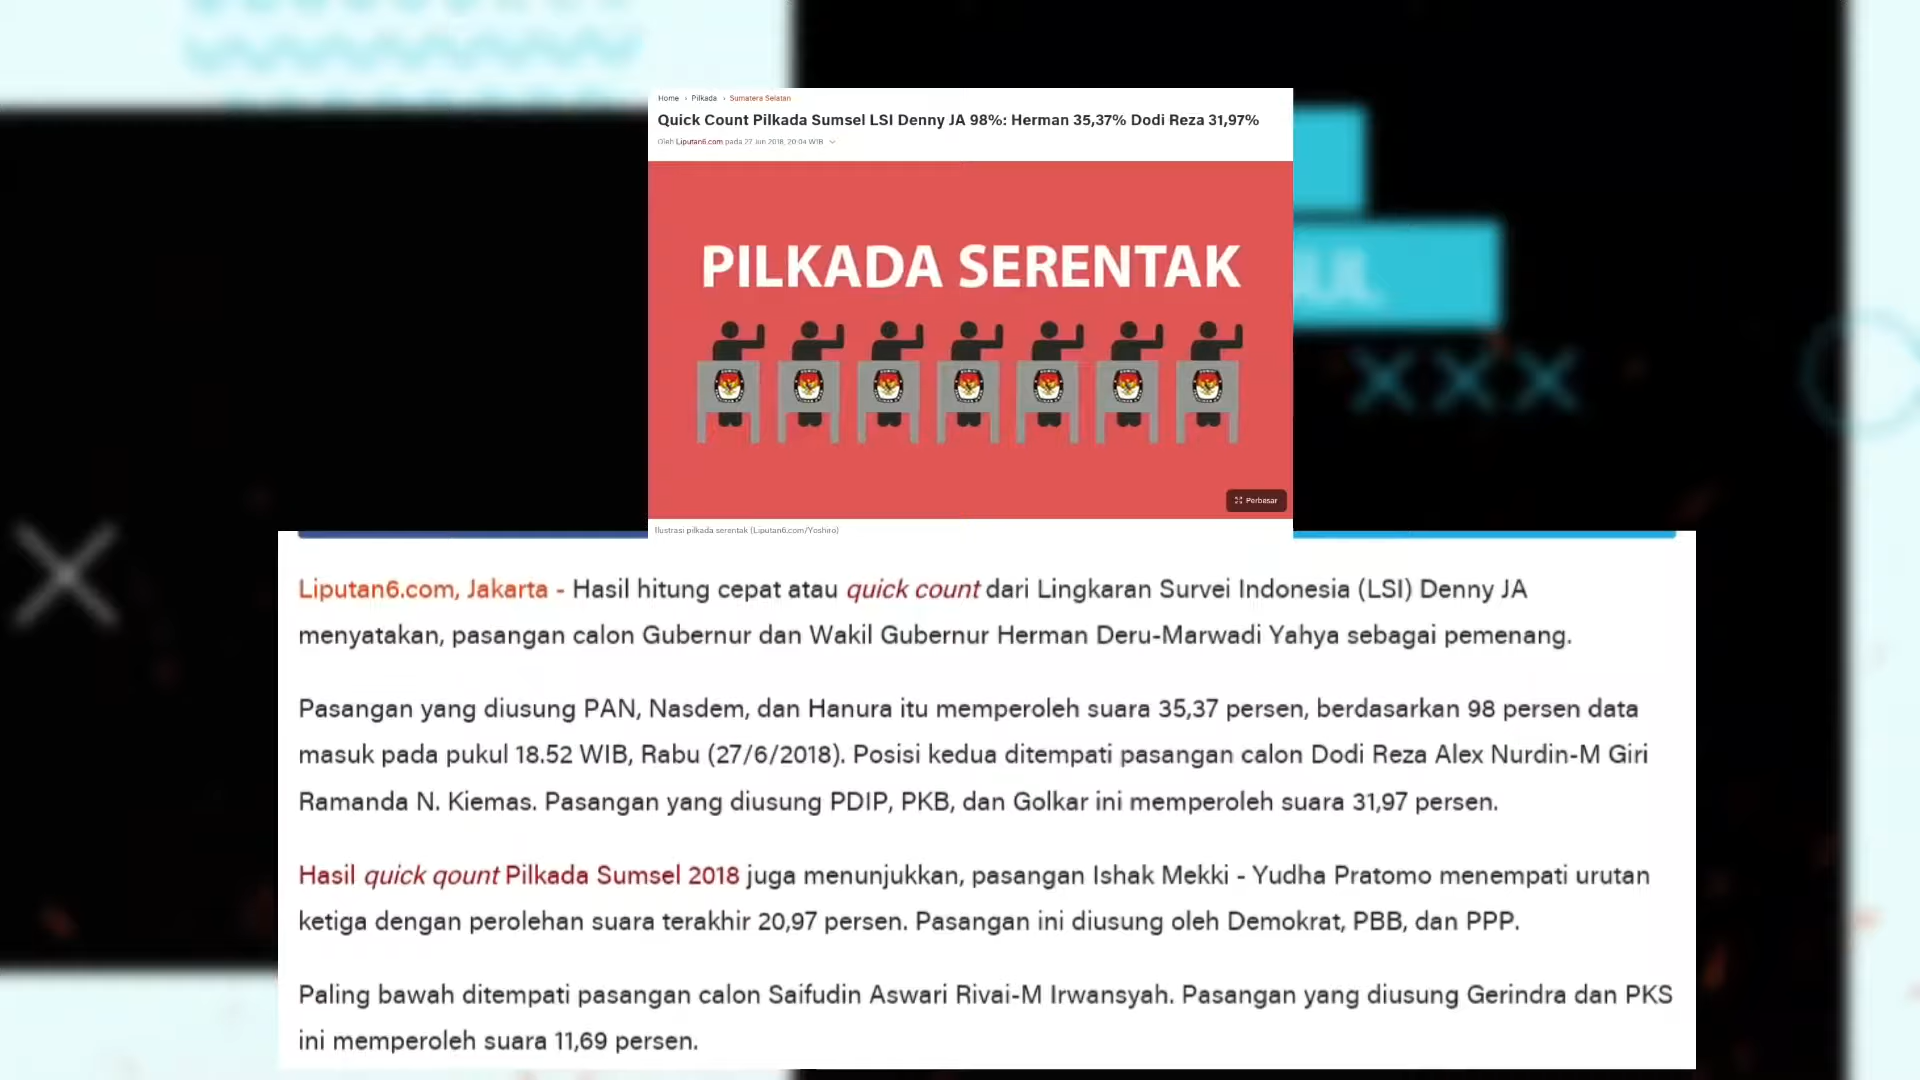 Home › Pilkada › Sumatera Selatan
Quick Count Pilkada Sumsel LSI Denny JA 98%: Herman 35,37% Dodi Reza 31,97%
Oleh Liputan6.com pada 27 Jun 2018, 20:04 WIB
PILKADA SERENTAK
Perbesar
Ilustrasi pilkada serentak (Liputan6.com/Yoshiro)
Liputan6.com, Jakarta - Hasil hitung cepat atau quick count dari Lingkaran Survei Indonesia (LSI) Denny JA
menyatakan, pasangan calon Gubernur dan Wakil Gubernur Herman Deru-Marwadi Yahya sebagai pemenang.
Pasangan yang diusung PAN, Nasdem, dan Hanura itu memperoleh suara 35,37 persen, berdasarkan 98 persen data
masuk pada pukul 18.52 WIB, Rabu (27/6/2018). Posisi kedua ditempati pasangan calon Dodi Reza Alex Nurdin-M Giri
Ramanda N. Kiemas. Pasangan yang diusung PDIP, PKB, dan Golkar ini memperoleh suara 31,97 persen.
Hasil quick qount Pilkada Sumsel 2018 juga menunjukkan, pasangan Ishak Mekki - Yudha Pratomo menempati urutan
ketiga dengan perolehan suara terakhir 20,97 persen. Pasangan ini diusung oleh Demokrat, PBB, dan PPP.
Paling bawah ditempati pasangan calon Saifudin Aswari Rivai-M Irwansyah. Pasangan yang diusung Gerindra dan PKS
ini memperoleh suara 11,69 persen.